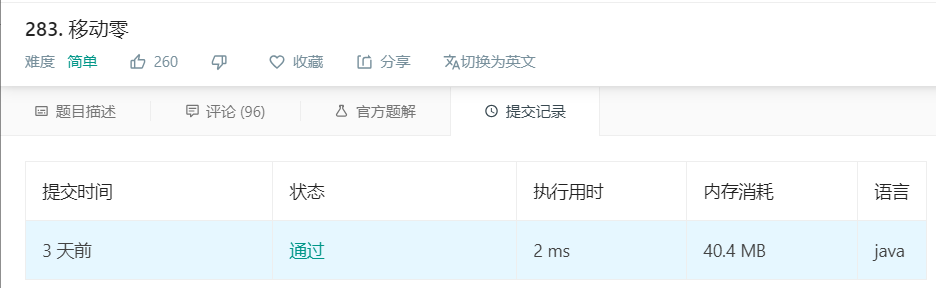 283. 移动零
难度 简单 260 收藏 分享 切换为英文
题目描述 评论 (96) 官方题解 提交记录
提交时间 状态 执行用时 内存消耗 语言
3 天前 通过 2 ms 40.4 MB java